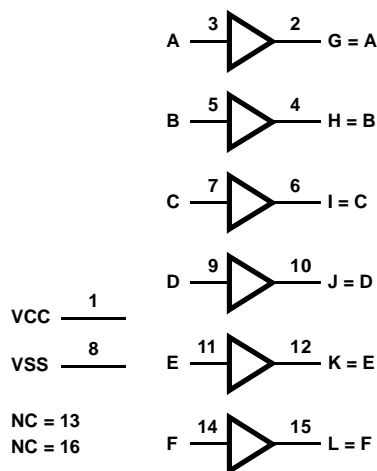 A 3 2 G = A
B 5 4 H = B
C 7 6 I = C
D 9 10 J = D
VCC 1
VSS 8
E 11 12 K = E
NC = 13
NC = 16
F 14 15 L = F